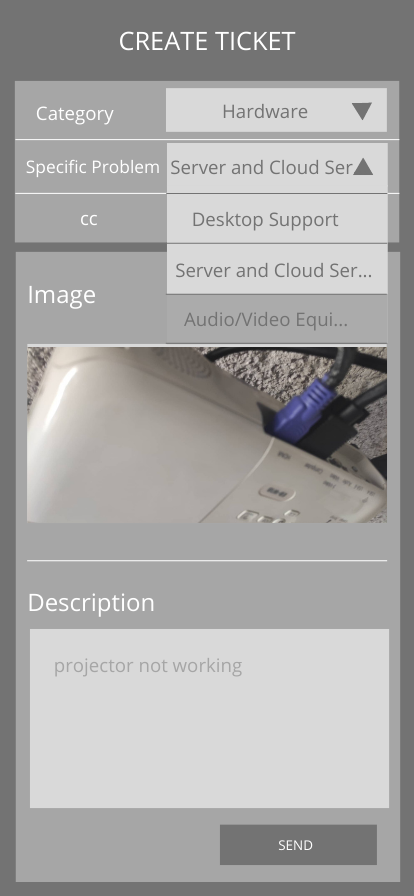 CREATE TICKET
Category
Hardware
Specific Problem
Server and Cloud Ser
cc
Desktop Support
Server and Cloud Ser...
Audio/Video Equi...
Image
Description
projector not working
SEND